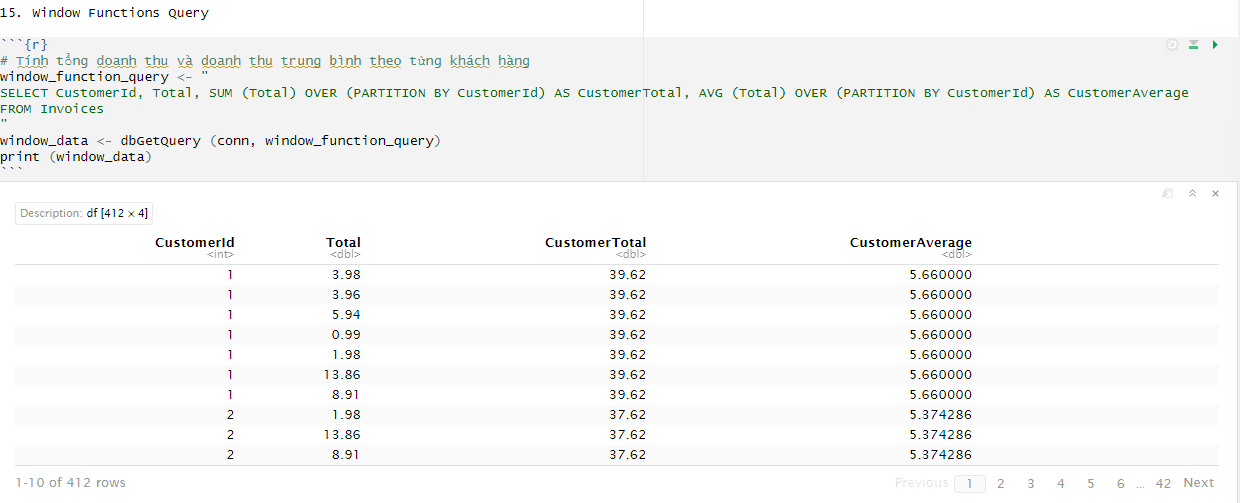 15. Window Functions Query
```{r}
# Tính tổng doanh thu và doanh thu trung bình theo từng khách hàng
window_function_query <- "
SELECT CustomerId, Total, SUM (Total) OVER (PARTITION BY CustomerId) AS CustomerTotal, AVG (Total) OVER (PARTITION BY CustomerId) AS CustomerAverage
FROM Invoices
"
window_data <- dbGetQuery (conn, window_function_query)
print (window_data)
```
Description: df [412 × 4]
CustomerId Total CustomerTotal CustomerAverage
<int> <dbl> <dbl> <dbl>
1 3.98 39.62 5.660000
1 3.96 39.62 5.660000
1 5.94 39.62 5.660000
1 0.99 39.62 5.660000
1 1.98 39.62 5.660000
1 13.86 39.62 5.660000
1 8.91 39.62 5.660000
2 1.98 37.62 5.374286
2 13.86 37.62 5.374286
2 8.91 37.62 5.374286
1-10 of 412 rows Previous 1 2 3 4 5 6 ... 42 Next